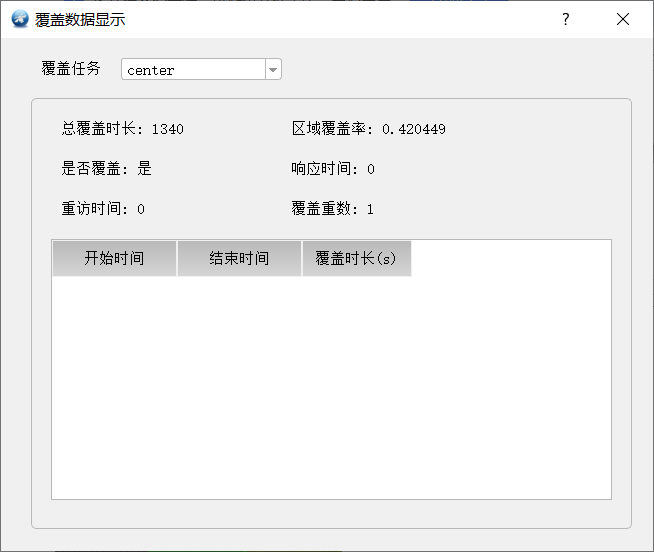 覆盖数据显示
覆盖任务 center
总覆盖时长: 1340 区域覆盖率: 0.420449
是否覆盖: 是 响应时间: 0
重访时间: 0 覆盖重数: 1
开始时间 结束时间 覆盖时长(s)